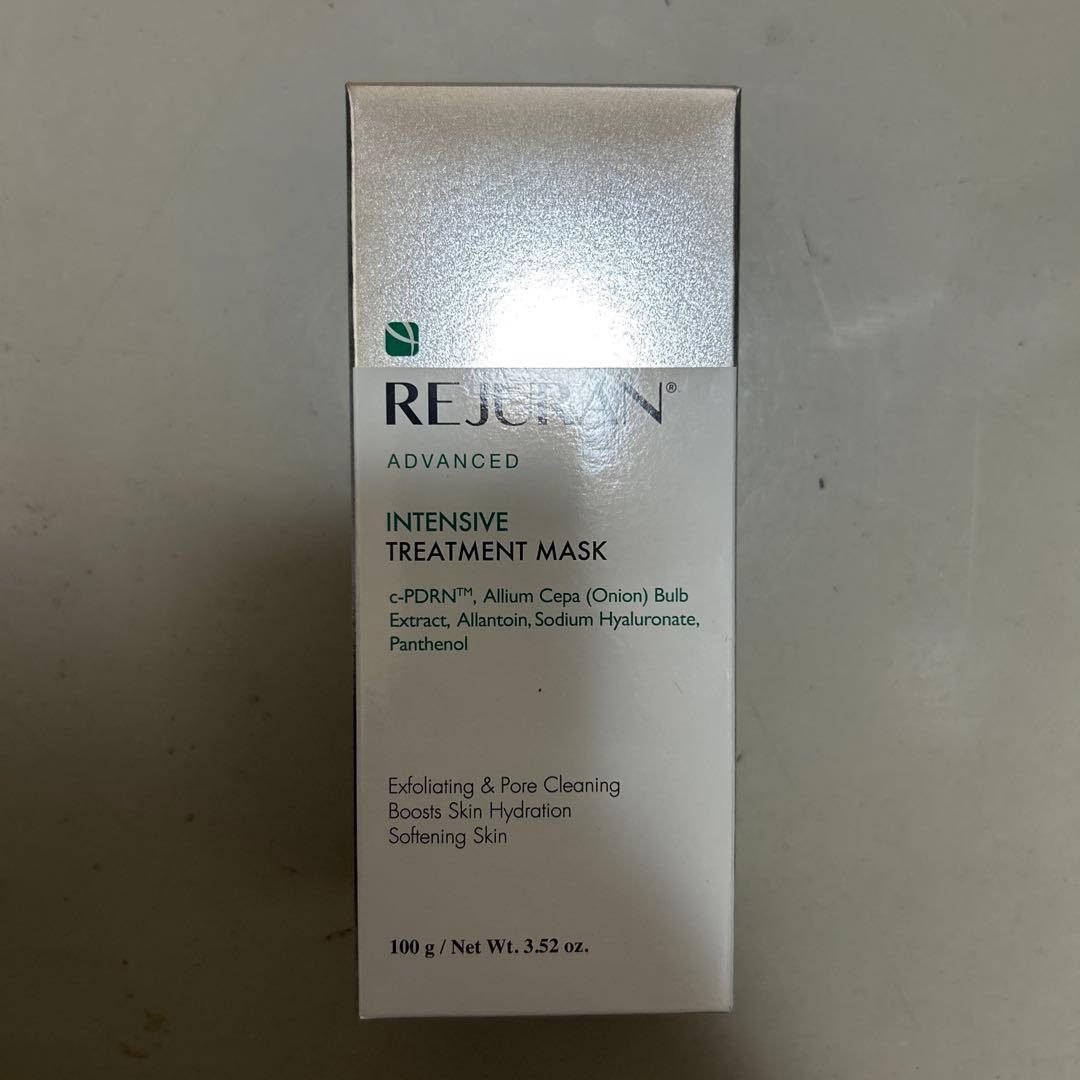 REJURAN®
ADVANCED
INTENSIVE
TREATMENT MASK
c-PDRN™, Allium Cepa (Onion) Bulb
Extract, Allantoin, Sodium Hyaluronate,
Panthenol
Exfoliating & Pore Cleaning
Boosts Skin Hydration
Softening Skin
100 g / Net Wt. 3.52 oz.